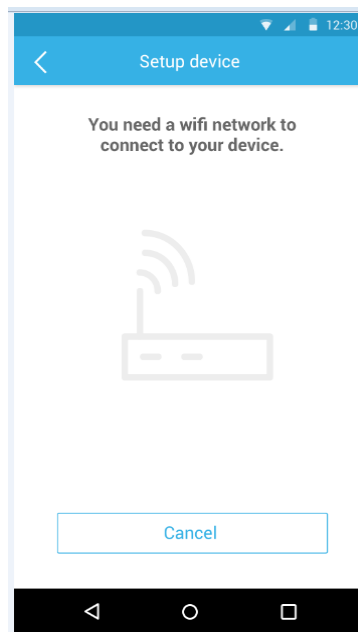 12:30
Setup device
You need a wifi network to
connect to your device.
Cancel